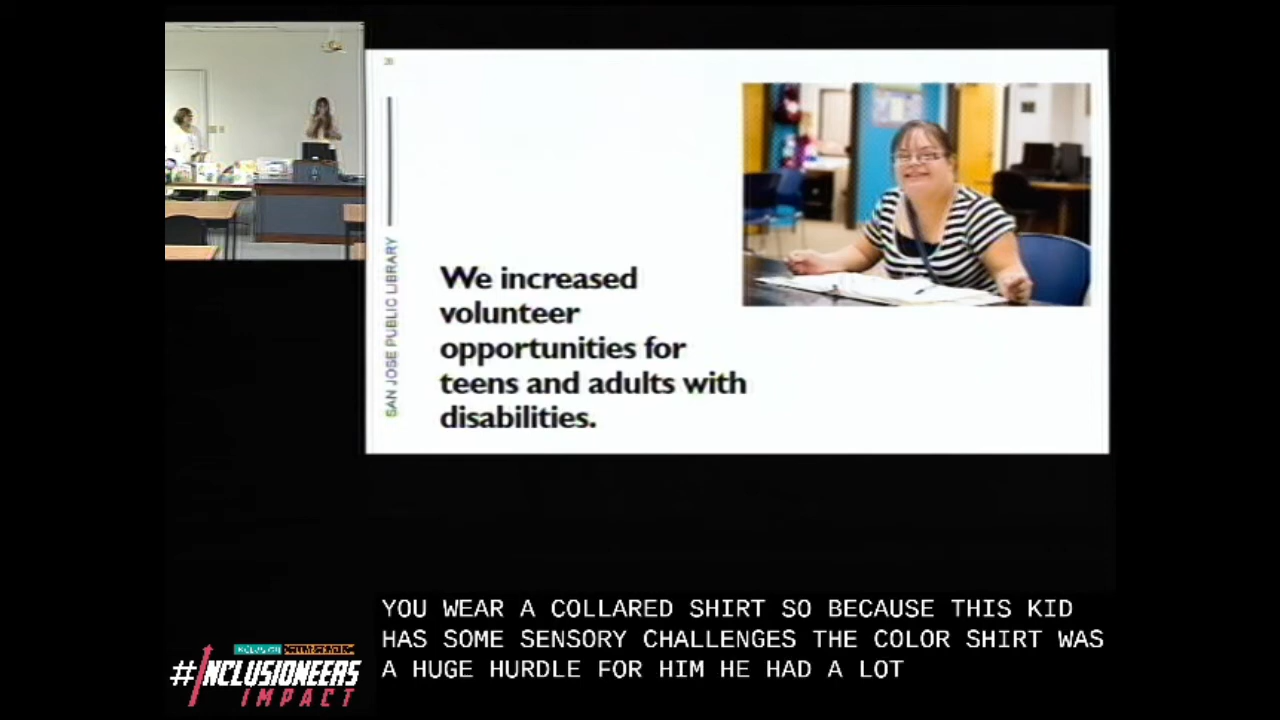 28
SAN JOSE PUBLIC LIBRARY
We increased
volunteer
opportunities for
teens and adults with
disabilities.
YOU WEAR A COLLARED SHIRT SO BECAUSE THIS KID
HAS SOME SENSORY CHALLENGES THE COLOR SHIRT WAS
A HUGE HURDLE FOR HIM HE HAD A LOT
#INCLUSIONEERS
IMPACT